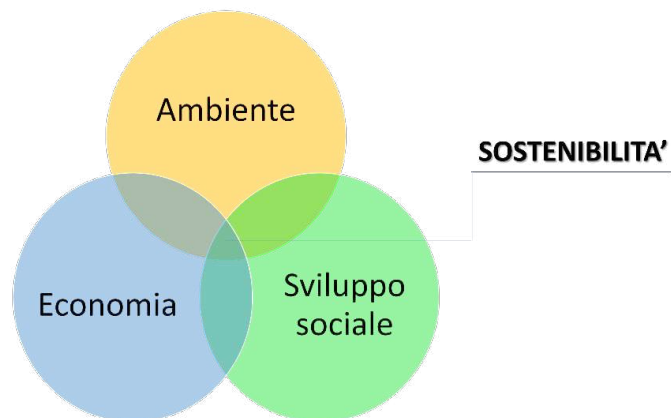 Ambiente
SOSTENIBILITA’
Economia
Sviluppo
sociale